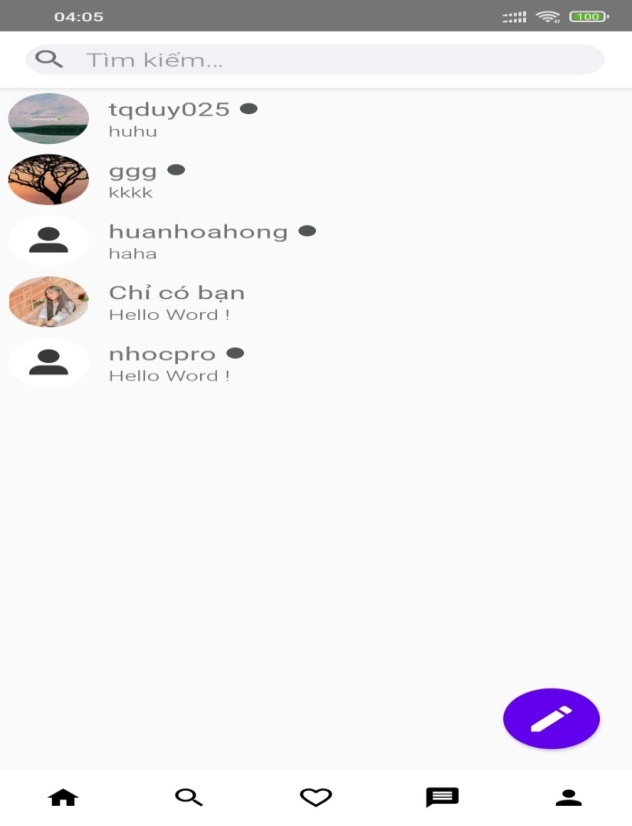 04:05
100
Tìm kiếm...
tqduy025
huhu
ggg
kkkk
huanhoahong
haha
Chỉ có bạn
Hello Word !
nhocpro
Hello Word !